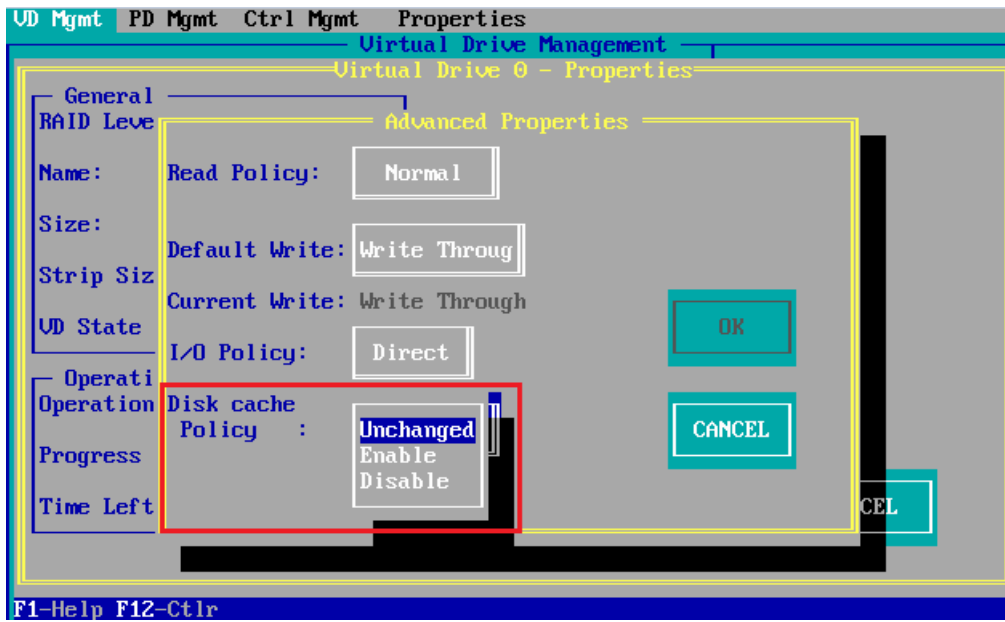 VD Mgmt PD Mgmt Ctrl Mgmt Properties
Virtual Drive Management
Virtual Drive 0 - Properties
General
RAID Leve
Advanced Properties
Name:
Read Policy: Normal
Size:
Default Write: Write Throug
Strip Siz
Current Write: Write Through
OK
VD State
I/O Policy: Direct
Operati
Operation
Disk cache
Policy :
Unchanged
CANCEL
Progress
Enable
Disable
Time Left
CEL
F1-Help F12-Ctlr